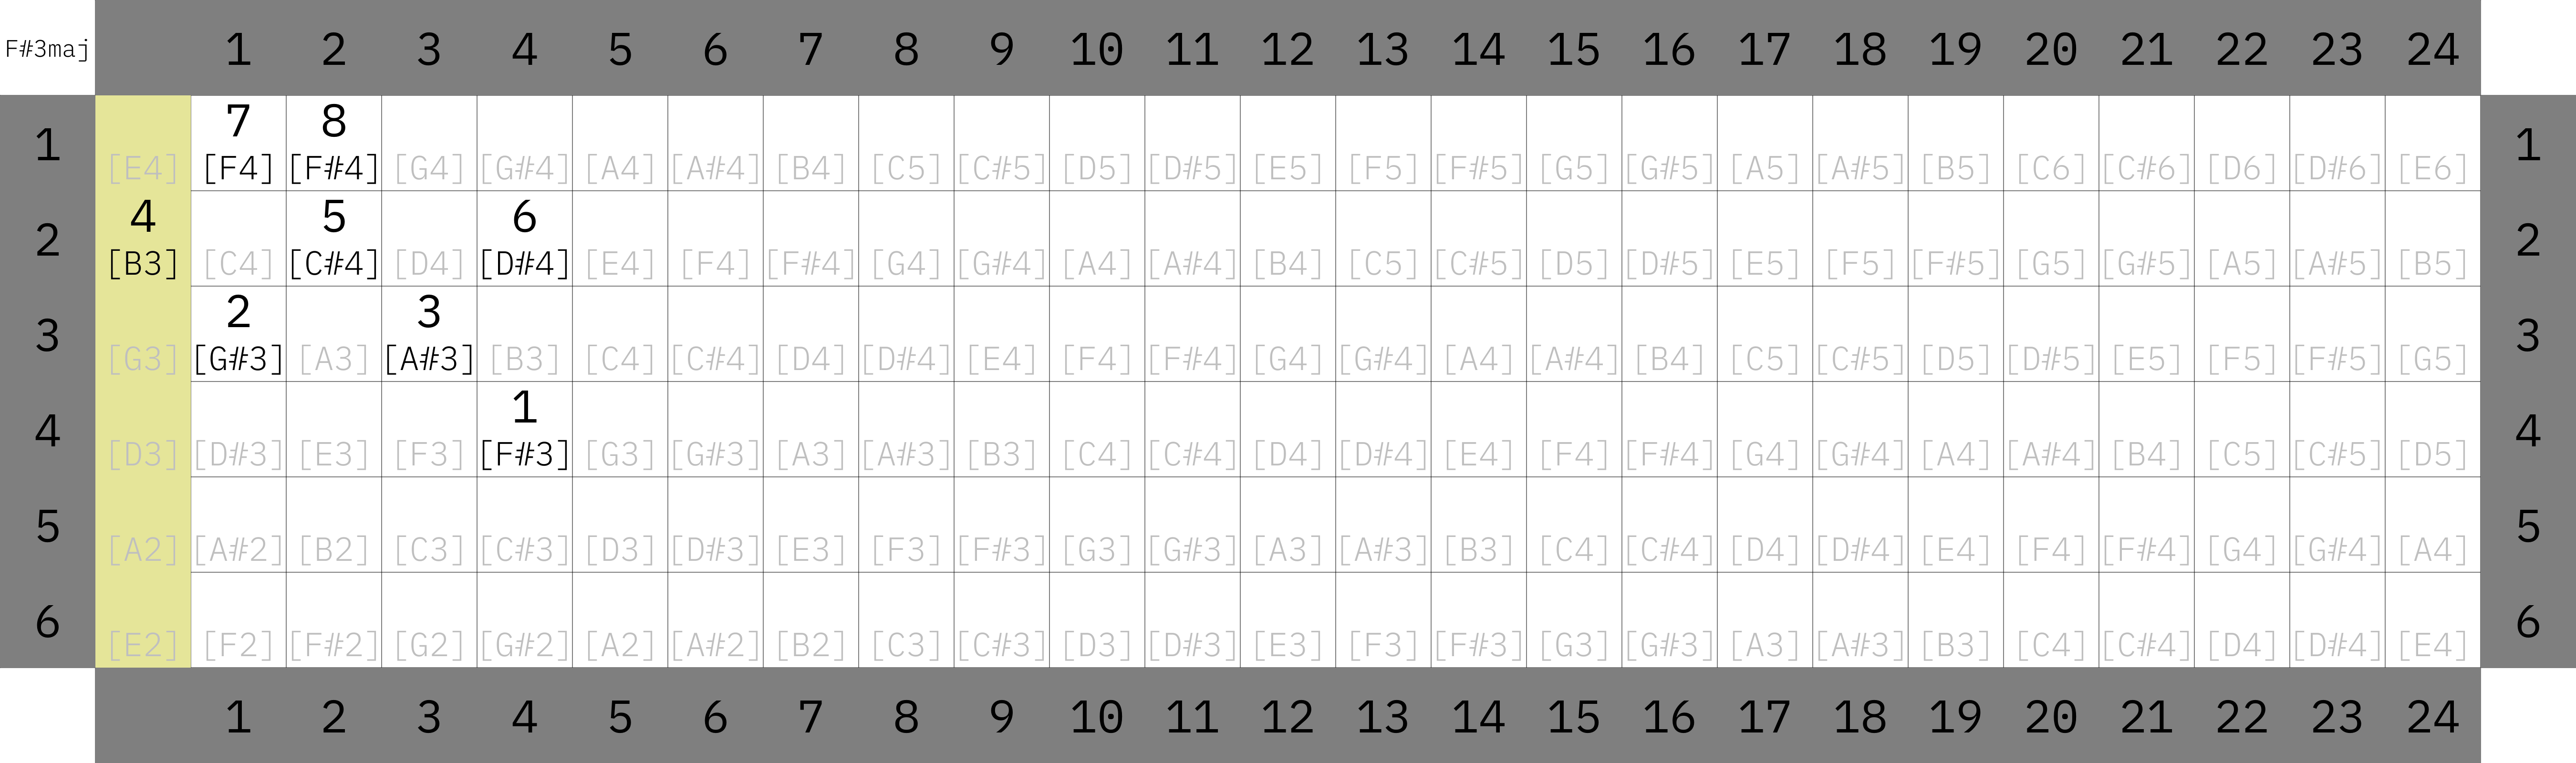 F#3maj 1 2 3 4 5 6 7 8 9 10 11 12 13 14 15 16 17 18 19 20 21 22 23 24
7 8
1 [E4] [F4] [F#4] [G4] [G#4] [A4] [A#4] [B4] [C5] [C#5] [D5] [D#5] [E5] [F5] [F#5] [G5] [G#5] [A5] [A#5] [B5] [C6] [C#6] [D6] [D#6] [E6] 1
4 5 6
2 [B3] [C4] [C#4] [D4] [D#4] [E4] [F4] [F#4] [G4] [G#4] [A4] [A#4] [B4] [C5] [C#5] [D5] [D#5] [E5] [F5] [F#5] [G5] [G#5] [A5] [A#5] [B5] 2
2 3
3 [G3] [G#3] [A3] [A#3] [B3] [C4] [C#4] [D4] [D#4] [E4] [F4] [F#4] [G4] [G#4] [A4] [A#4] [B4] [C5] [C#5] [D5] [D#5] [E5] [F5] [F#5] [G5] 3
1
4 [D3] [D#3] [E3] [F3] [F#3] [G3] [G#3] [A3] [A#3] [B3] [C4] [C#4] [D4] [D#4] [E4] [F4] [F#4] [G4] [G#4] [A4] [A#4] [B4] [C5] [C#5] [D5] 4
5 [A2] [A#2] [B2] [C3] [C#3] [D3] [D#3] [E3] [F3] [F#3] [G3] [G#3] [A3] [A#3] [B3] [C4] [C#4] [D4] [D#4] [E4] [F4] [F#4] [G4] [G#4] [A4] 5
6 [E2] [F2] [F#2] [G2] [G#2] [A2] [A#2] [B2] [C3] [C#3] [D3] [D#3] [E3] [F3] [F#3] [G3] [G#3] [A3] [A#3] [B3] [C4] [C#4] [D4] [D#4] [E4] 6
1 2 3 4 5 6 7 8 9 10 11 12 13 14 15 16 17 18 19 20 21 22 23 24